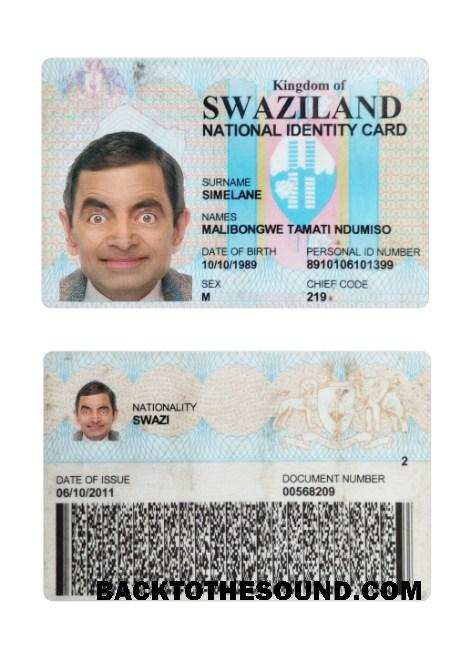 Kingdom of
SWAZILAND
NATIONAL IDENTITY CARD
SURNAME
SIMELANE
NAMES
MALIBONGWE TAMATI NDUMISO
DATE OF BIRTH PERSONAL ID NUMBER
10/10/1989 8910106101399
SEX CHIEF CODE
M 219
NATIONALITY
SWAZI
2
DATE OF ISSUE DOCUMENT NUMBER
06/10/2011 00568209
BACKTOTHESOUND.COM